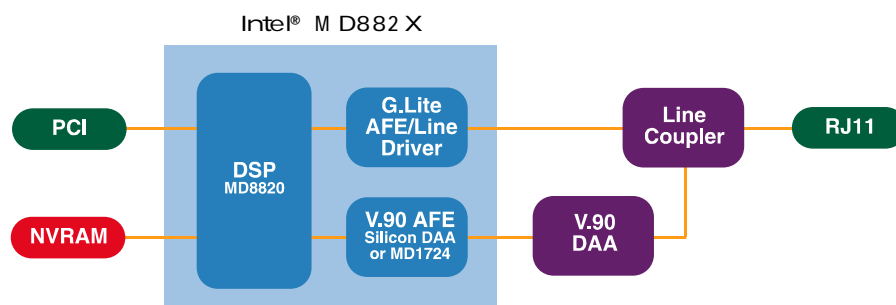 Intel® MD882X
PCI
NVRAM
DSP
MD8820
G.Lite
AFE/Line
Driver
V.90 AFE
Silicon DAA
or MD1724
Line
Coupler
V.90
DAA
RJ11